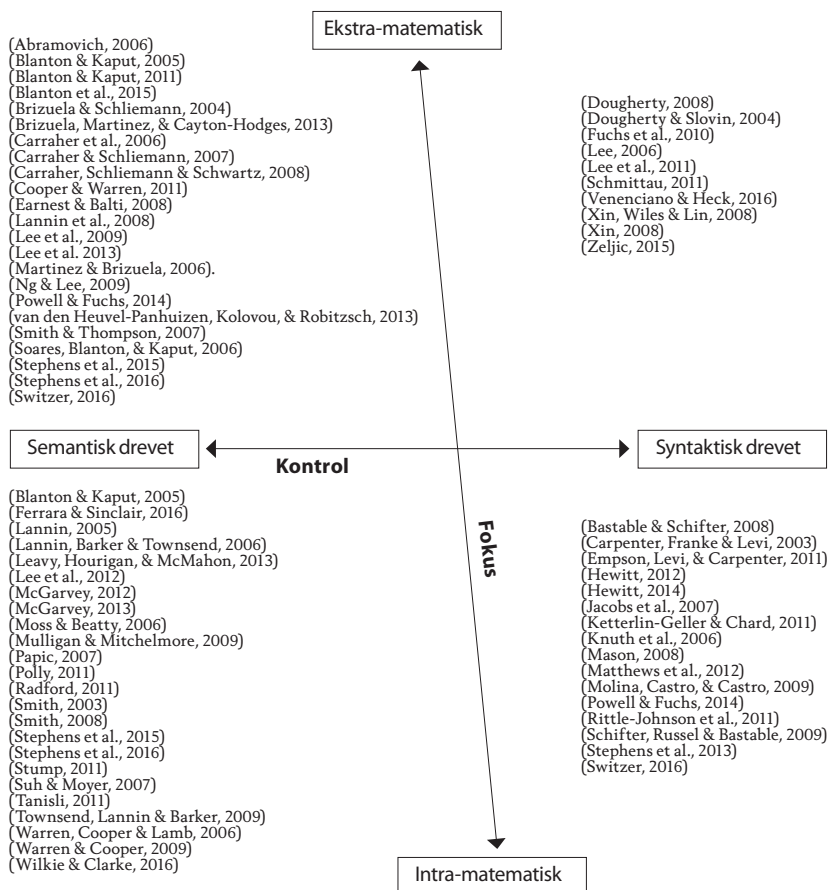 Ekstra-matematisk
(Abramovich, 2006)
(Blanton & Kaput, 2005)
(Blanton & Kaput, 2011)
(Blanton et al., 2015)
(Brizuela & Schliemann, 2004)
(Brizuela, Martinez, & Cayton-Hodges, 2013)
(Carraher et al., 2006)
(Carraher & Schliemann, 2007)
(Carraher, Schliemann & Schwartz, 2008)
(Cooper & Warren, 2011)
(Earnest & Balti, 2008)
(Lannin et al., 2008)
(Lee et al., 2009)
(Lee et al. 2013)
(Martinez & Brizuela, 2006).
(Ng & Lee, 2009)
(Powell & Fuchs, 2014)
(van den Heuvel-Panhuizen, Kolovou, & Robitzsch, 2013)
(Smith & Thompson, 2007)
(Soares, Blanton, & Kaput, 2006)
(Stephens et al., 2015)
(Stephens et al., 2016)
(Switzer, 2016)
(Dougherty, 2008)
(Dougherty & Slovin, 2004)
(Fuchs et al., 2010)
(Lee, 2006)
(Lee et al., 2011)
(Schmittau, 2011)
(Venenciano & Heck, 2016)
(Xin, Wiles & Lin, 2008)
(Xin, 2008)
(Zeljic, 2015)
Semantisk drevet
Kontrol
Syntaktisk drevet
Fokus
(Blanton & Kaput, 2005)
(Ferrara & Sinclair, 2016)
(Lannin, 2005)
(Lannin, Barker & Townsend, 2006)
(Leavy, Hourigan, & McMahon, 2013)
(Lee et al., 2012)
(McGarvey, 2012)
(McGarvey, 2013)
(Moss & Beatty, 2006)
(Mulligan & Mitchelmore, 2009)
(Papic, 2007)
(Polly, 2011)
(Radford, 2011)
(Smith, 2003)
(Smith, 2008)
(Stephens et al., 2015)
(Stephens et al., 2016)
(Stump, 2011)
(Suh & Moyer, 2007)
(Tanisli, 2011)
(Townsend, Lannin & Barker, 2009)
(Warren, Cooper & Lamb, 2006)
(Warren & Cooper, 2009)
(Wilkie & Clarke, 2016)
(Bastable & Schifter, 2008)
(Carpenter, Franke & Levi, 2003)
(Empson, Levi, & Carpenter, 2011)
(Hewitt, 2012)
(Hewitt, 2014)
(Jacobs et al., 2007)
(Ketterlin-Geller & Chard, 2011)
(Knuth et al., 2006)
(Mason, 2008)
(Matthews et al., 2012)
(Molina, Castro, & Castro, 2009)
(Powell & Fuchs, 2014)
(Rittle-Johnson et al., 2011)
(Schifter, Russel & Bastable, 2009)
(Stephens et al., 2013)
(Switzer, 2016)
Intra-matematisk